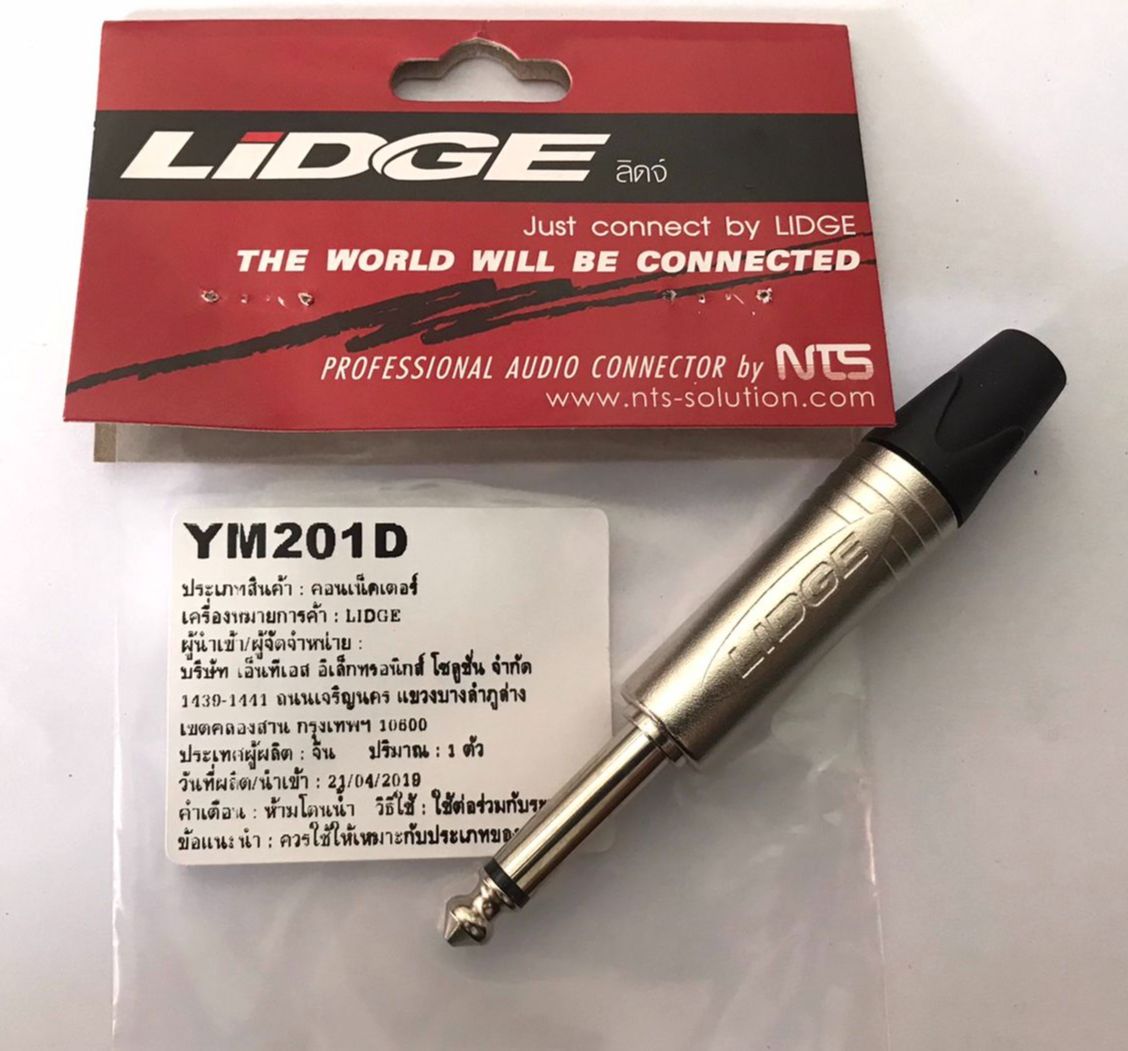 LiDGE ลิดจ์
Just connect by LIDGE
THE WORLD WILL BE CONNECTED
PROFESSIONAL AUDIO CONNECTOR by NTS
www.nts-solution.com
YM201D
ประเภทสินค้า : คอนเน็คเตอร์
เครื่องหมายการค้า : LIDGE
ผู้นำเข้า/ผู้จัดจำหน่าย :
บริษัท เอ็นทีเอส อิเล็กทรอนิกส์ โซลูชั่น จำกัด
1439-1441 ถนนเจริญนคร แขวงบางลำภูล่าง
เขตคลองสาน กรุงเทพฯ 10600
ประเทศผู้ผลิต : จีน ปริมาณ : 1 ตัว
วันที่ผลิต/นำเข้า : 21/04/2019
คำเตือน : ห้ามโดนน้ำ วิธีใช้ : ใช้ต่อร่วมกับ
ข้อแนะนำ : ควรใช้ให้เหมาะกับประเภทของ
LIDGE